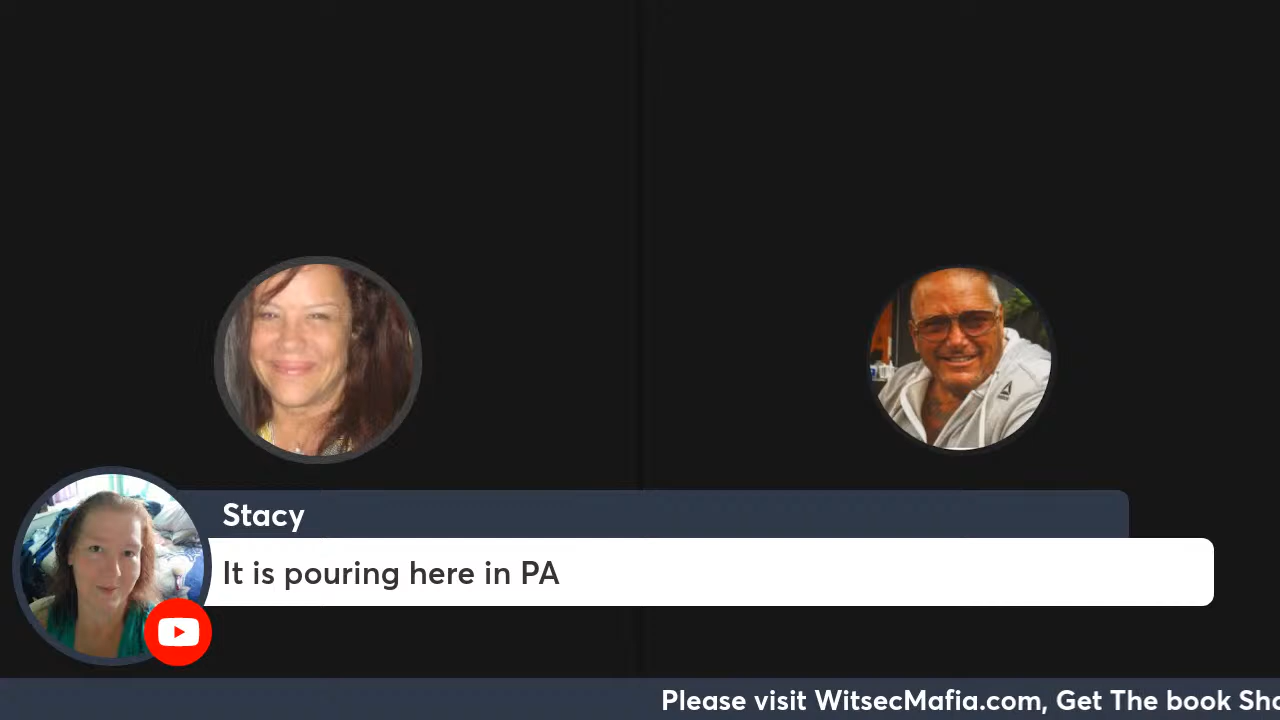 Stacy
It is pouring here in PA
Please visit WitsecMafia.com, Get The book